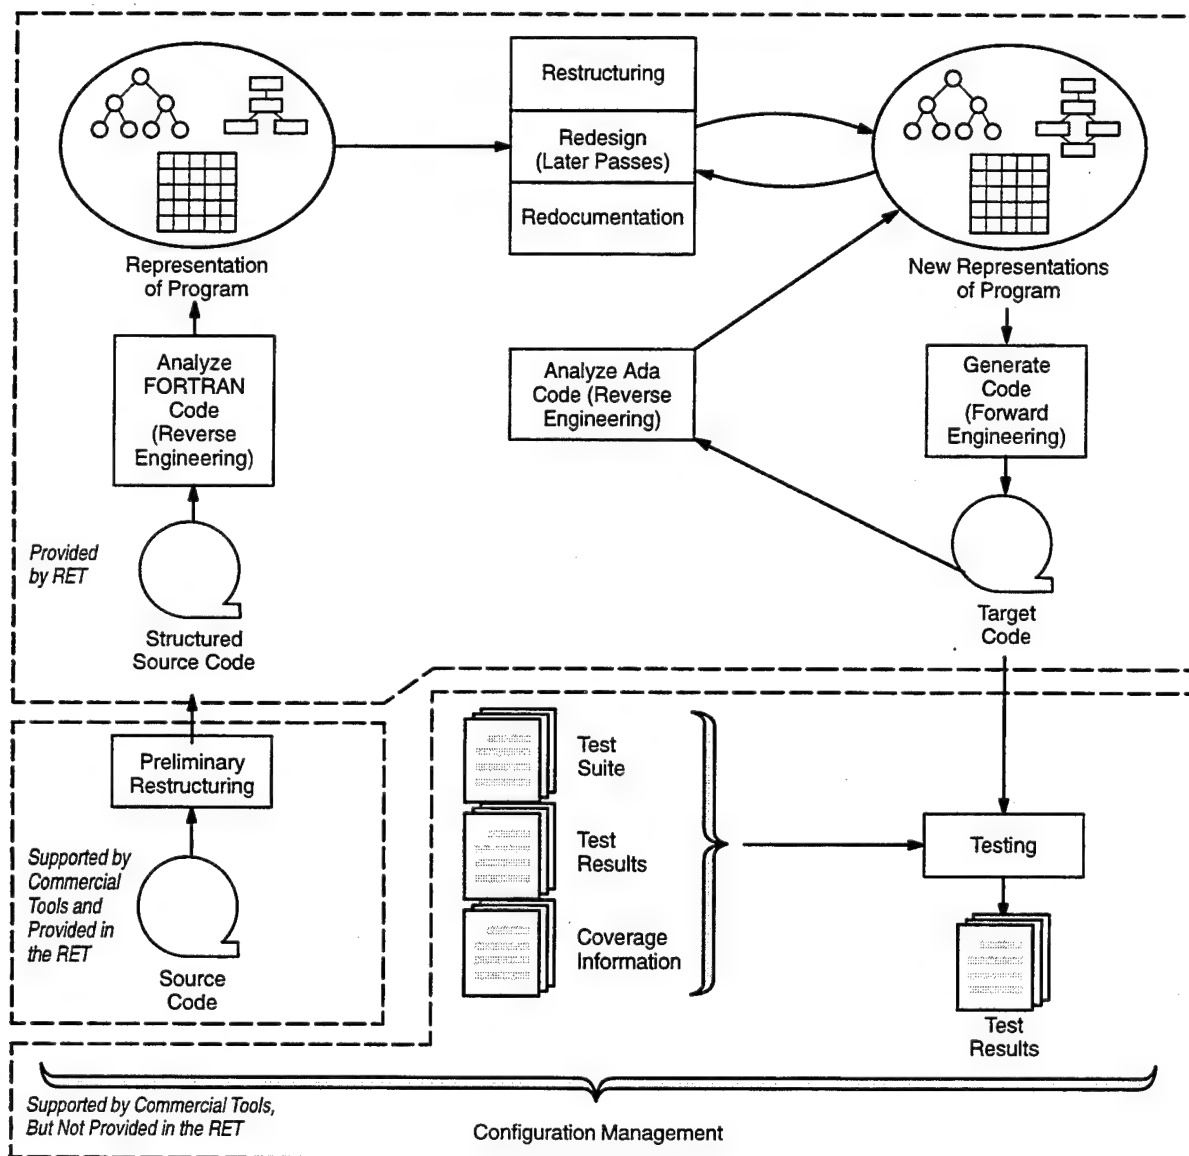 Restructuring
Redesign
(Later Passes)
Redocumentation
Representation
of Program
New Representations
of Program
Analyze
FORTRAN
Code
(Reverse
Engineering)
Analyze Ada
Code (Reverse
Engineering)
Generate
Code
(Forward
Engineering)
Provided
by RET
Structured
Source Code
Target
Code
Preliminary
Restructuring
Supported by
Commercial
Tools and
Provided in
the RET
Source
Code
Test
Suite
Test
Results
Coverage
Information
Testing
Test
Results
Supported by Commercial Tools,
But Not Provided in the RET
Configuration Management